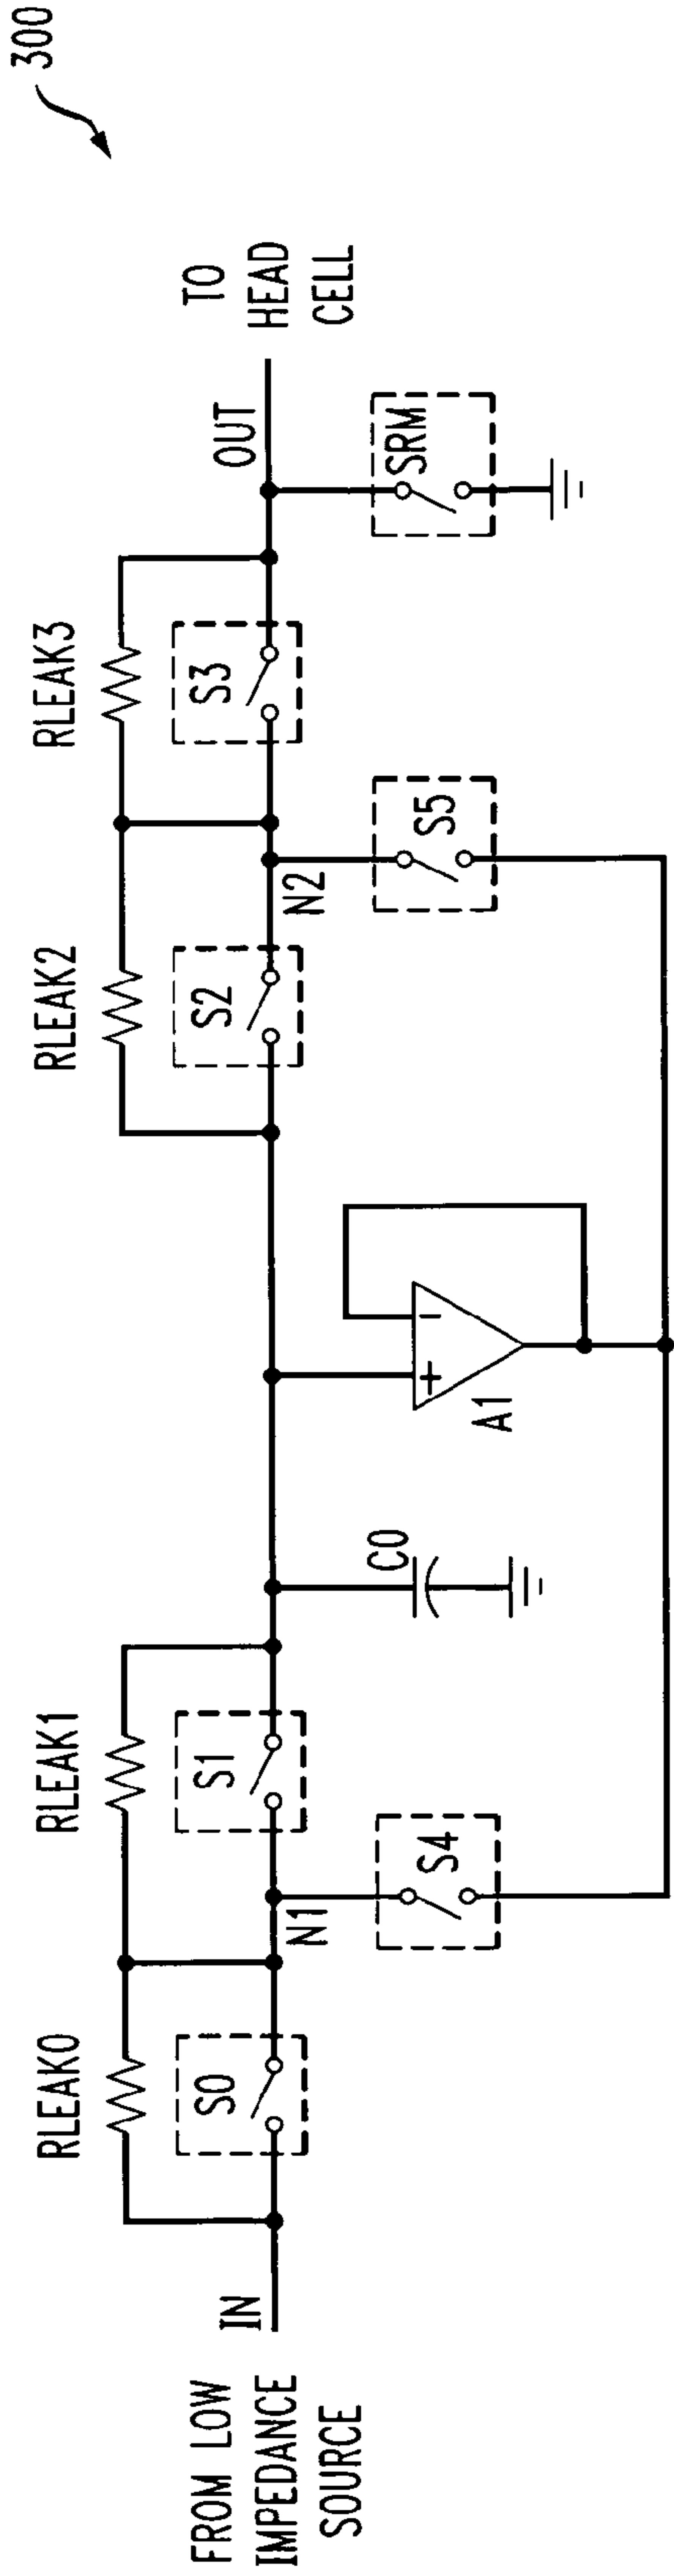 300
FROM LOW
IMPEDANCE
SOURCE
IN
RLEAK0
S0
N1
RLEAK1
S1
S4
C0
A1
+
−
RLEAK2
S2
N2
S5
RLEAK3
S3
OUT
SRM
TO
HEAD
CELL